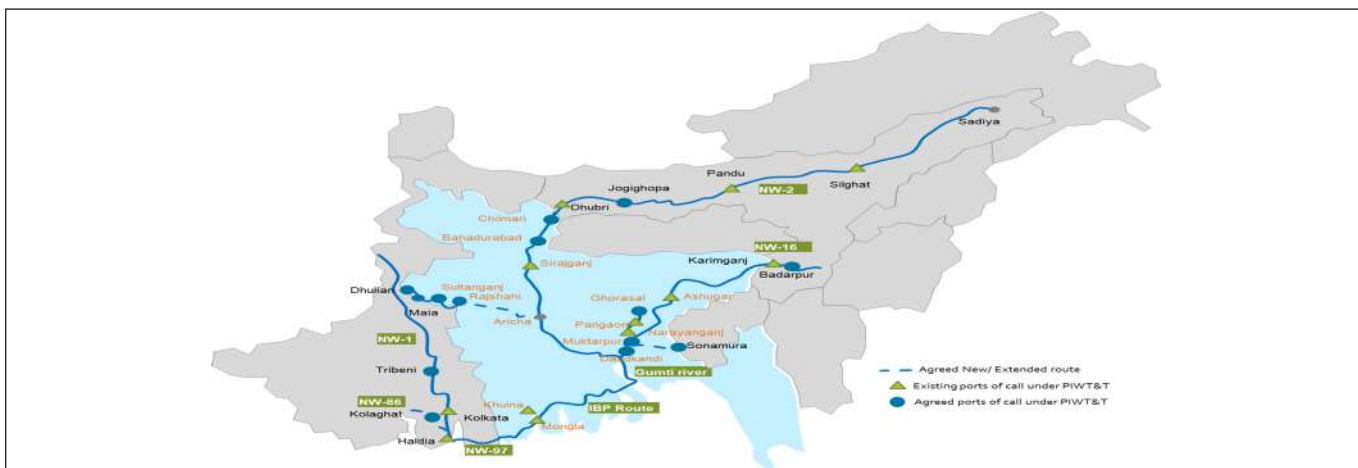 Sadiya
Pandu
Silghat
NW-2
Jogighopa
Dhubri
Chilmari
Bahadurabad
NW-16
Sirajganj
Karimganj
Badarpur
Dhulian
Sultanganj
Rajshahi
Maia
Ghorasal
Ashuganj
Aricha
Pangaon
Narayanganj
NW-1
Muktarpur
Sonamura
Daudkandi
Gumti river
Tribeni
Agreed New/ Extended route
Existing ports of call under PIWT&T
Agreed ports of call under PIWT&T
NW-86
Kolaghat
Kolkata
Khulna
IBP Route
Mongla
Haldia
NW-97